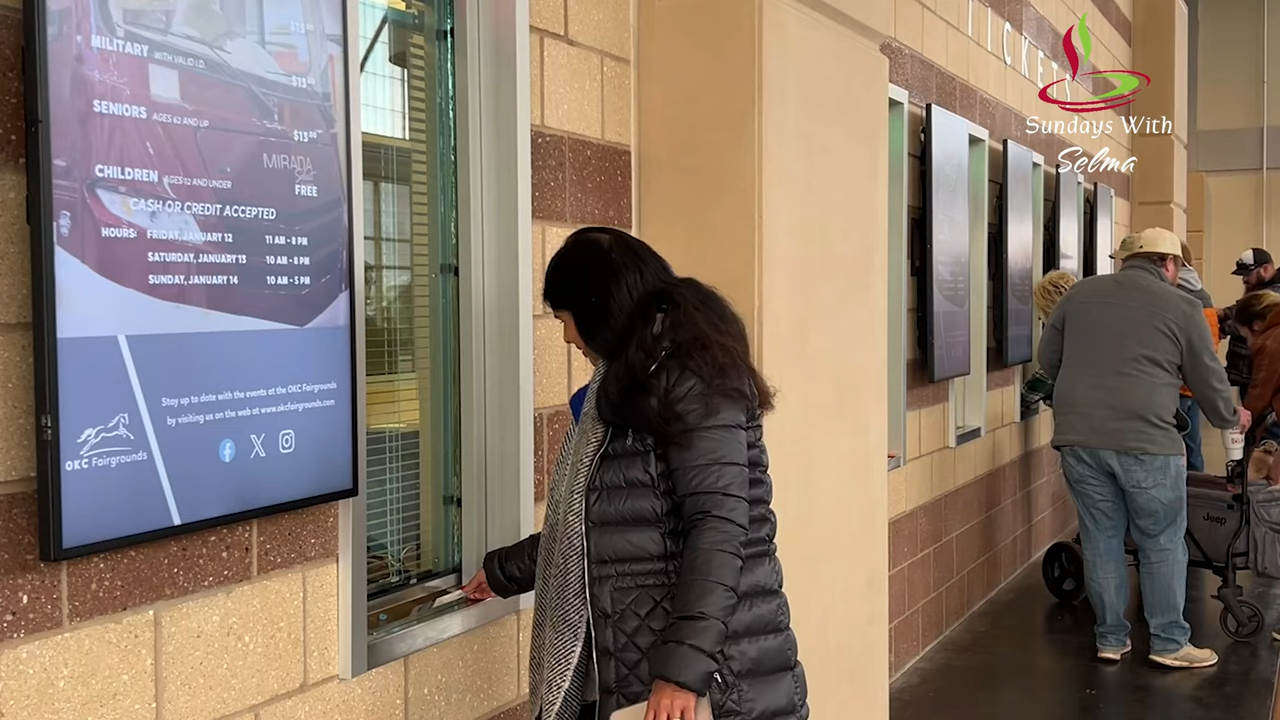 $15
MILITARY WITH VALID I.D.
$13
SENIORS AGES 62 AND UP
$13
MIRADA
Select
CHILDREN AGES 12 AND UNDER
FREE
CASH OR CREDIT ACCEPTED
HOURS: FRIDAY, JANUARY 12 11 AM - 8 PM
SATURDAY, JANUARY 13 10 AM - 8 PM
SUNDAY, JANUARY 14 10 AM - 5 PM
Stay up to date with the events at the OKC Fairgrounds
by visiting us on the web at www.okcfairgrounds.com
OKC Fairgrounds
TICKETS
Sundays With
Selma
Jeep